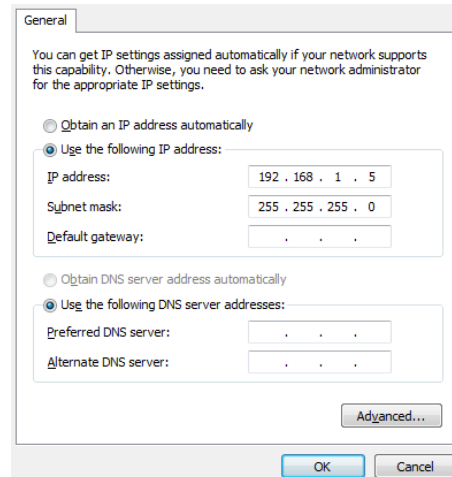 General
You can get IP settings assigned automatically if your network supports
this capability. Otherwise, you need to ask your network administrator
for the appropriate IP settings.
Obtain an IP address automatically
Use the following IP address:
IP address: 192 . 168 . 1 . 5
Subnet mask: 255 . 255 . 255 . 0
Default gateway: . . .
Obtain DNS server address automatically
Use the following DNS server addresses:
Preferred DNS server: . . .
Alternate DNS server: . . .
Advanced...
OK Cancel